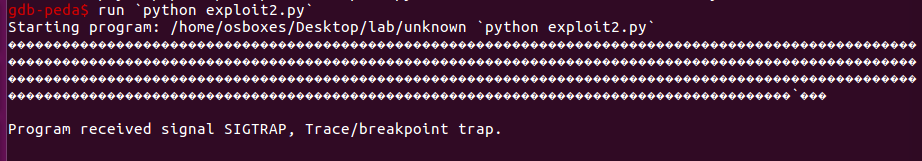 gdb-peda$ run `python exploit2.py`
Starting program: /home/osboxes/Desktop/lab/unknown `python exploit2.py`
Program received signal SIGTRAP, Trace/breakpoint trap.